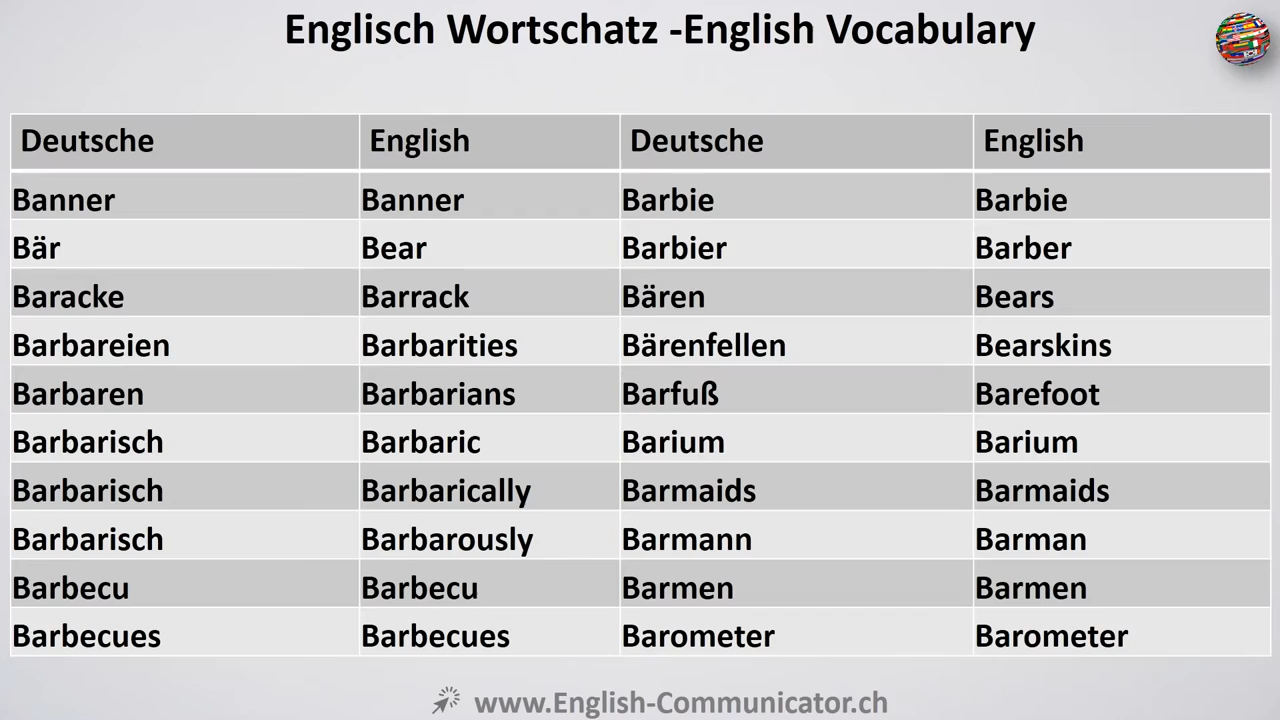 Englisch Wortschatz -English Vocabulary
Deutsche English Deutsche English
Banner Banner Barbie Barbie
Bär Bear Barbier Barber
Baracke Barrack Bären Bears
Barbareien Barbarities Bärenfellen Bearskins
Barbaren Barbarians Barfuß Barefoot
Barbarisch Barbaric Barium Barium
Barbarisch Barbarically Barmaids Barmaids
Barbarisch Barbarously Barmann Barman
Barbecu Barbecu Barmen Barmen
Barbecues Barbecues Barometer Barometer
www.English-Communicator.ch